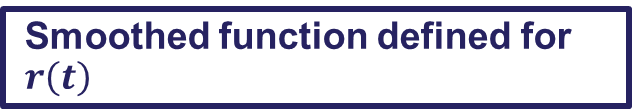 Smoothed function defined for
r(t)